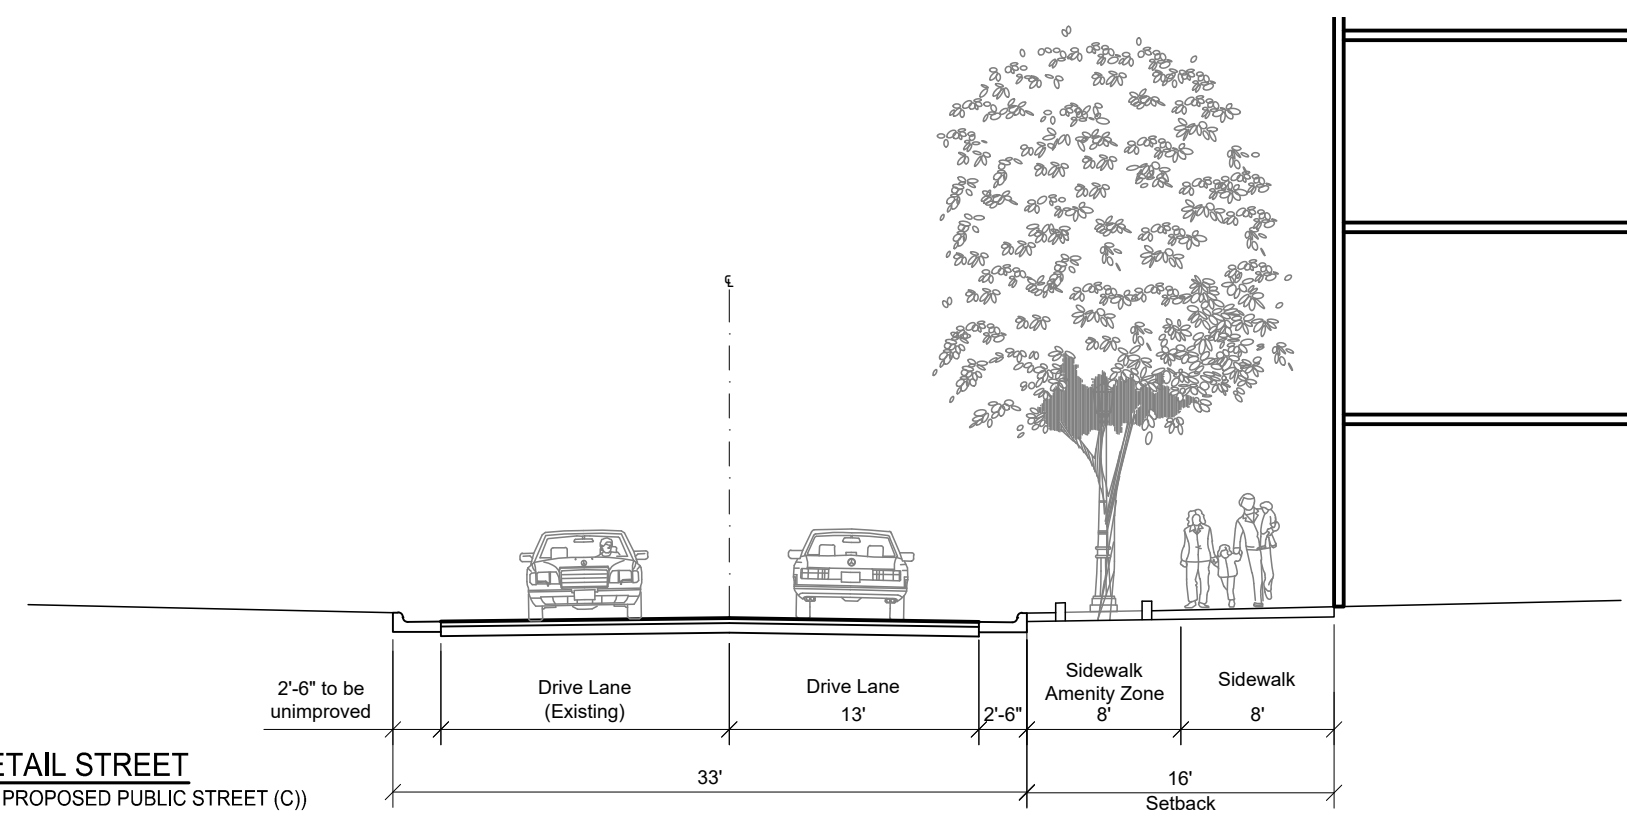 ℄
2'-6" to be
unimproved
Drive Lane
(Existing)
Drive Lane
13'
2'-6"
Sidewalk
Amenity Zone
8'
Sidewalk
8'
33'
16'
Setback
ETAIL STREET
PROPOSED PUBLIC STREET (C))